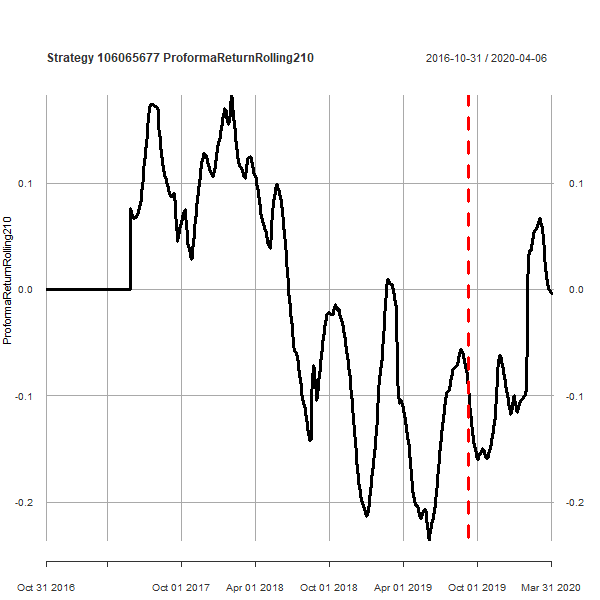 Strategy 106065677 ProformaReturnRolling210
2016-10-31 / 2020-04-06
ProformaReturnRolling210
0.1
0.1
0.0
0.0
-0.1
-0.1
-0.2
-0.2
Oct 31 2016
Oct 01 2017
Apr 01 2018
Oct 01 2018
Apr 01 2019
Oct 01 2019
Mar 31 2020